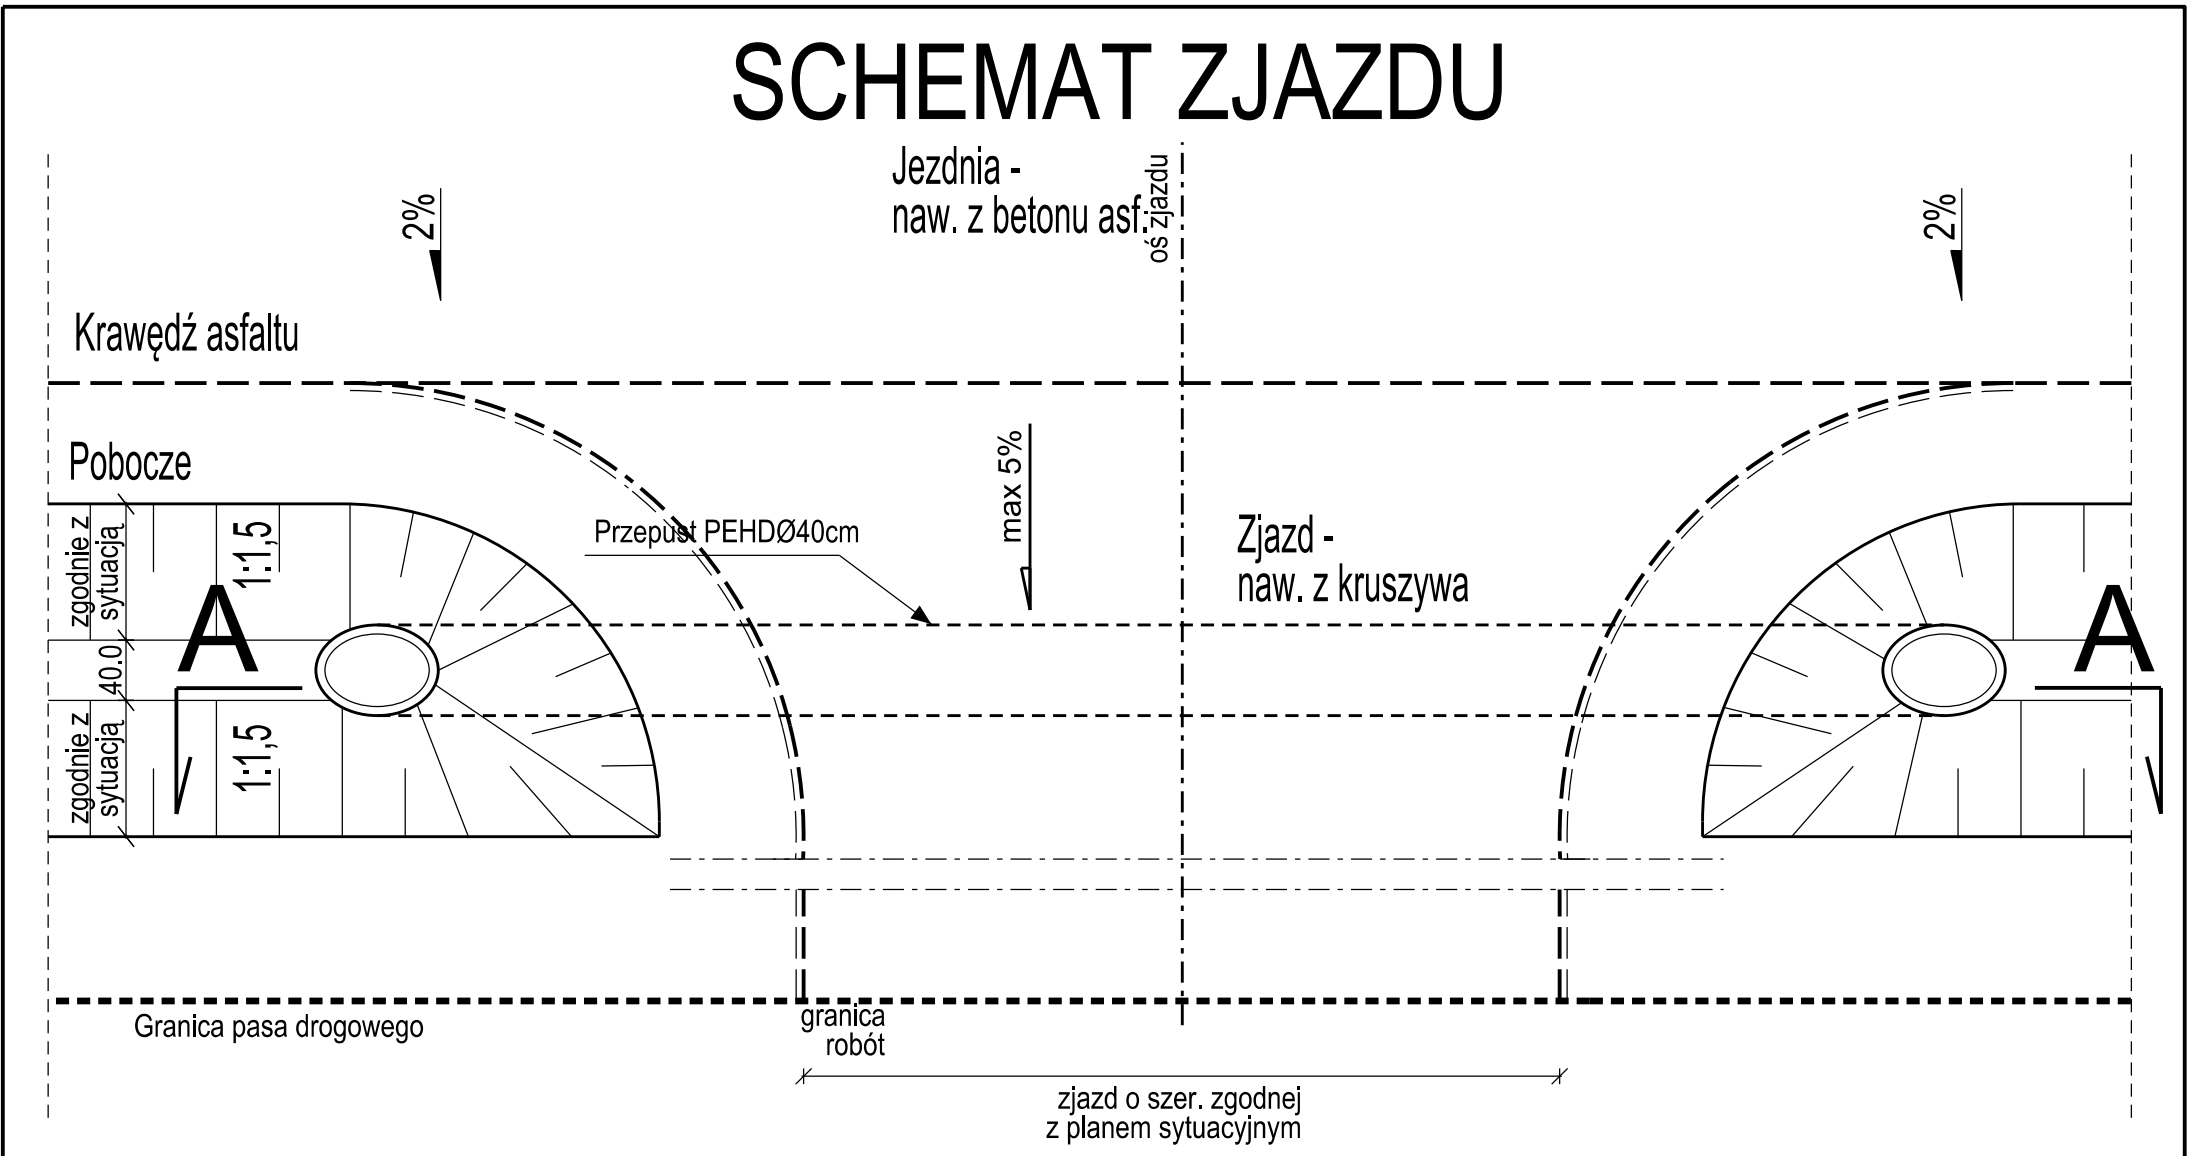 SCHEMAT ZJAZDU
Jezdnia -
naw. z betonu asf.
oś zjazdu
2%
2%
Krawędź asfaltu
Pobocze
max 5%
Przepust PEHDØ40cm
Zjazd -
naw. z kruszywa
zgodnie z
sytuacją
1:1,5
A
A
40.0
zgodnie z
sytuacją
1:1,5
Granica pasa drogowego
granica
robót
zjazd o szer. zgodnej
z planem sytuacyjnym